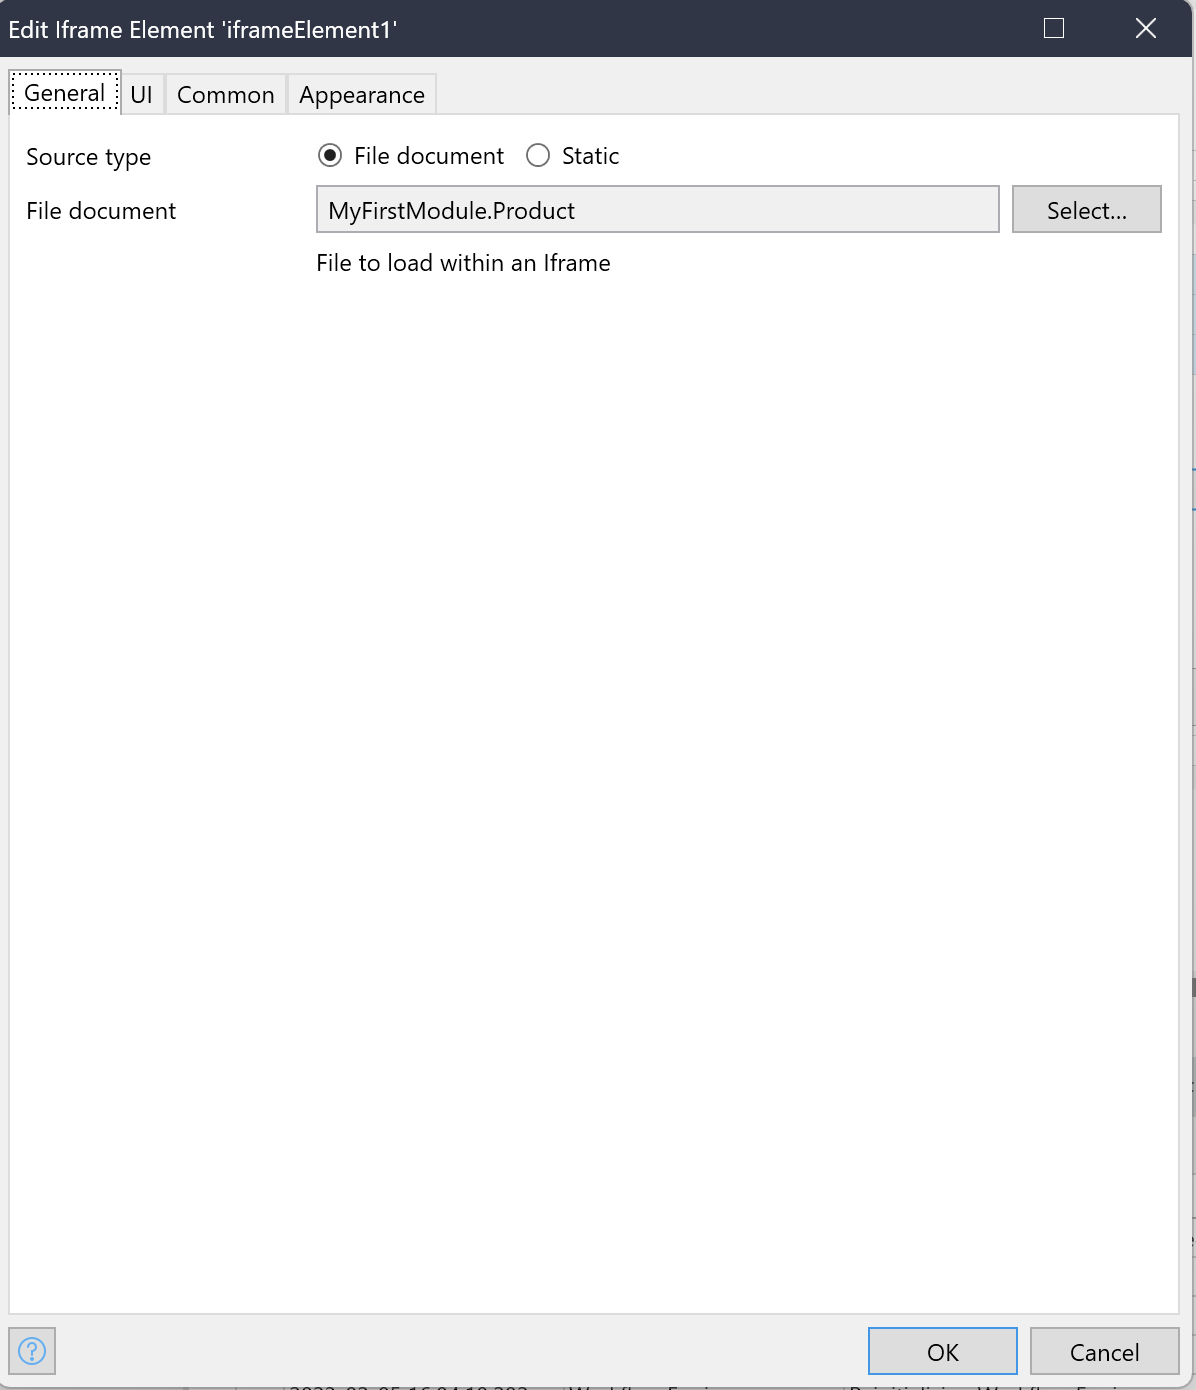 Edit Iframe Element 'iframeElement1'
General UI Common Appearance
Source type File document Static
File document MyFirstModule.Product Select...
File to load within an Iframe
? OK Cancel